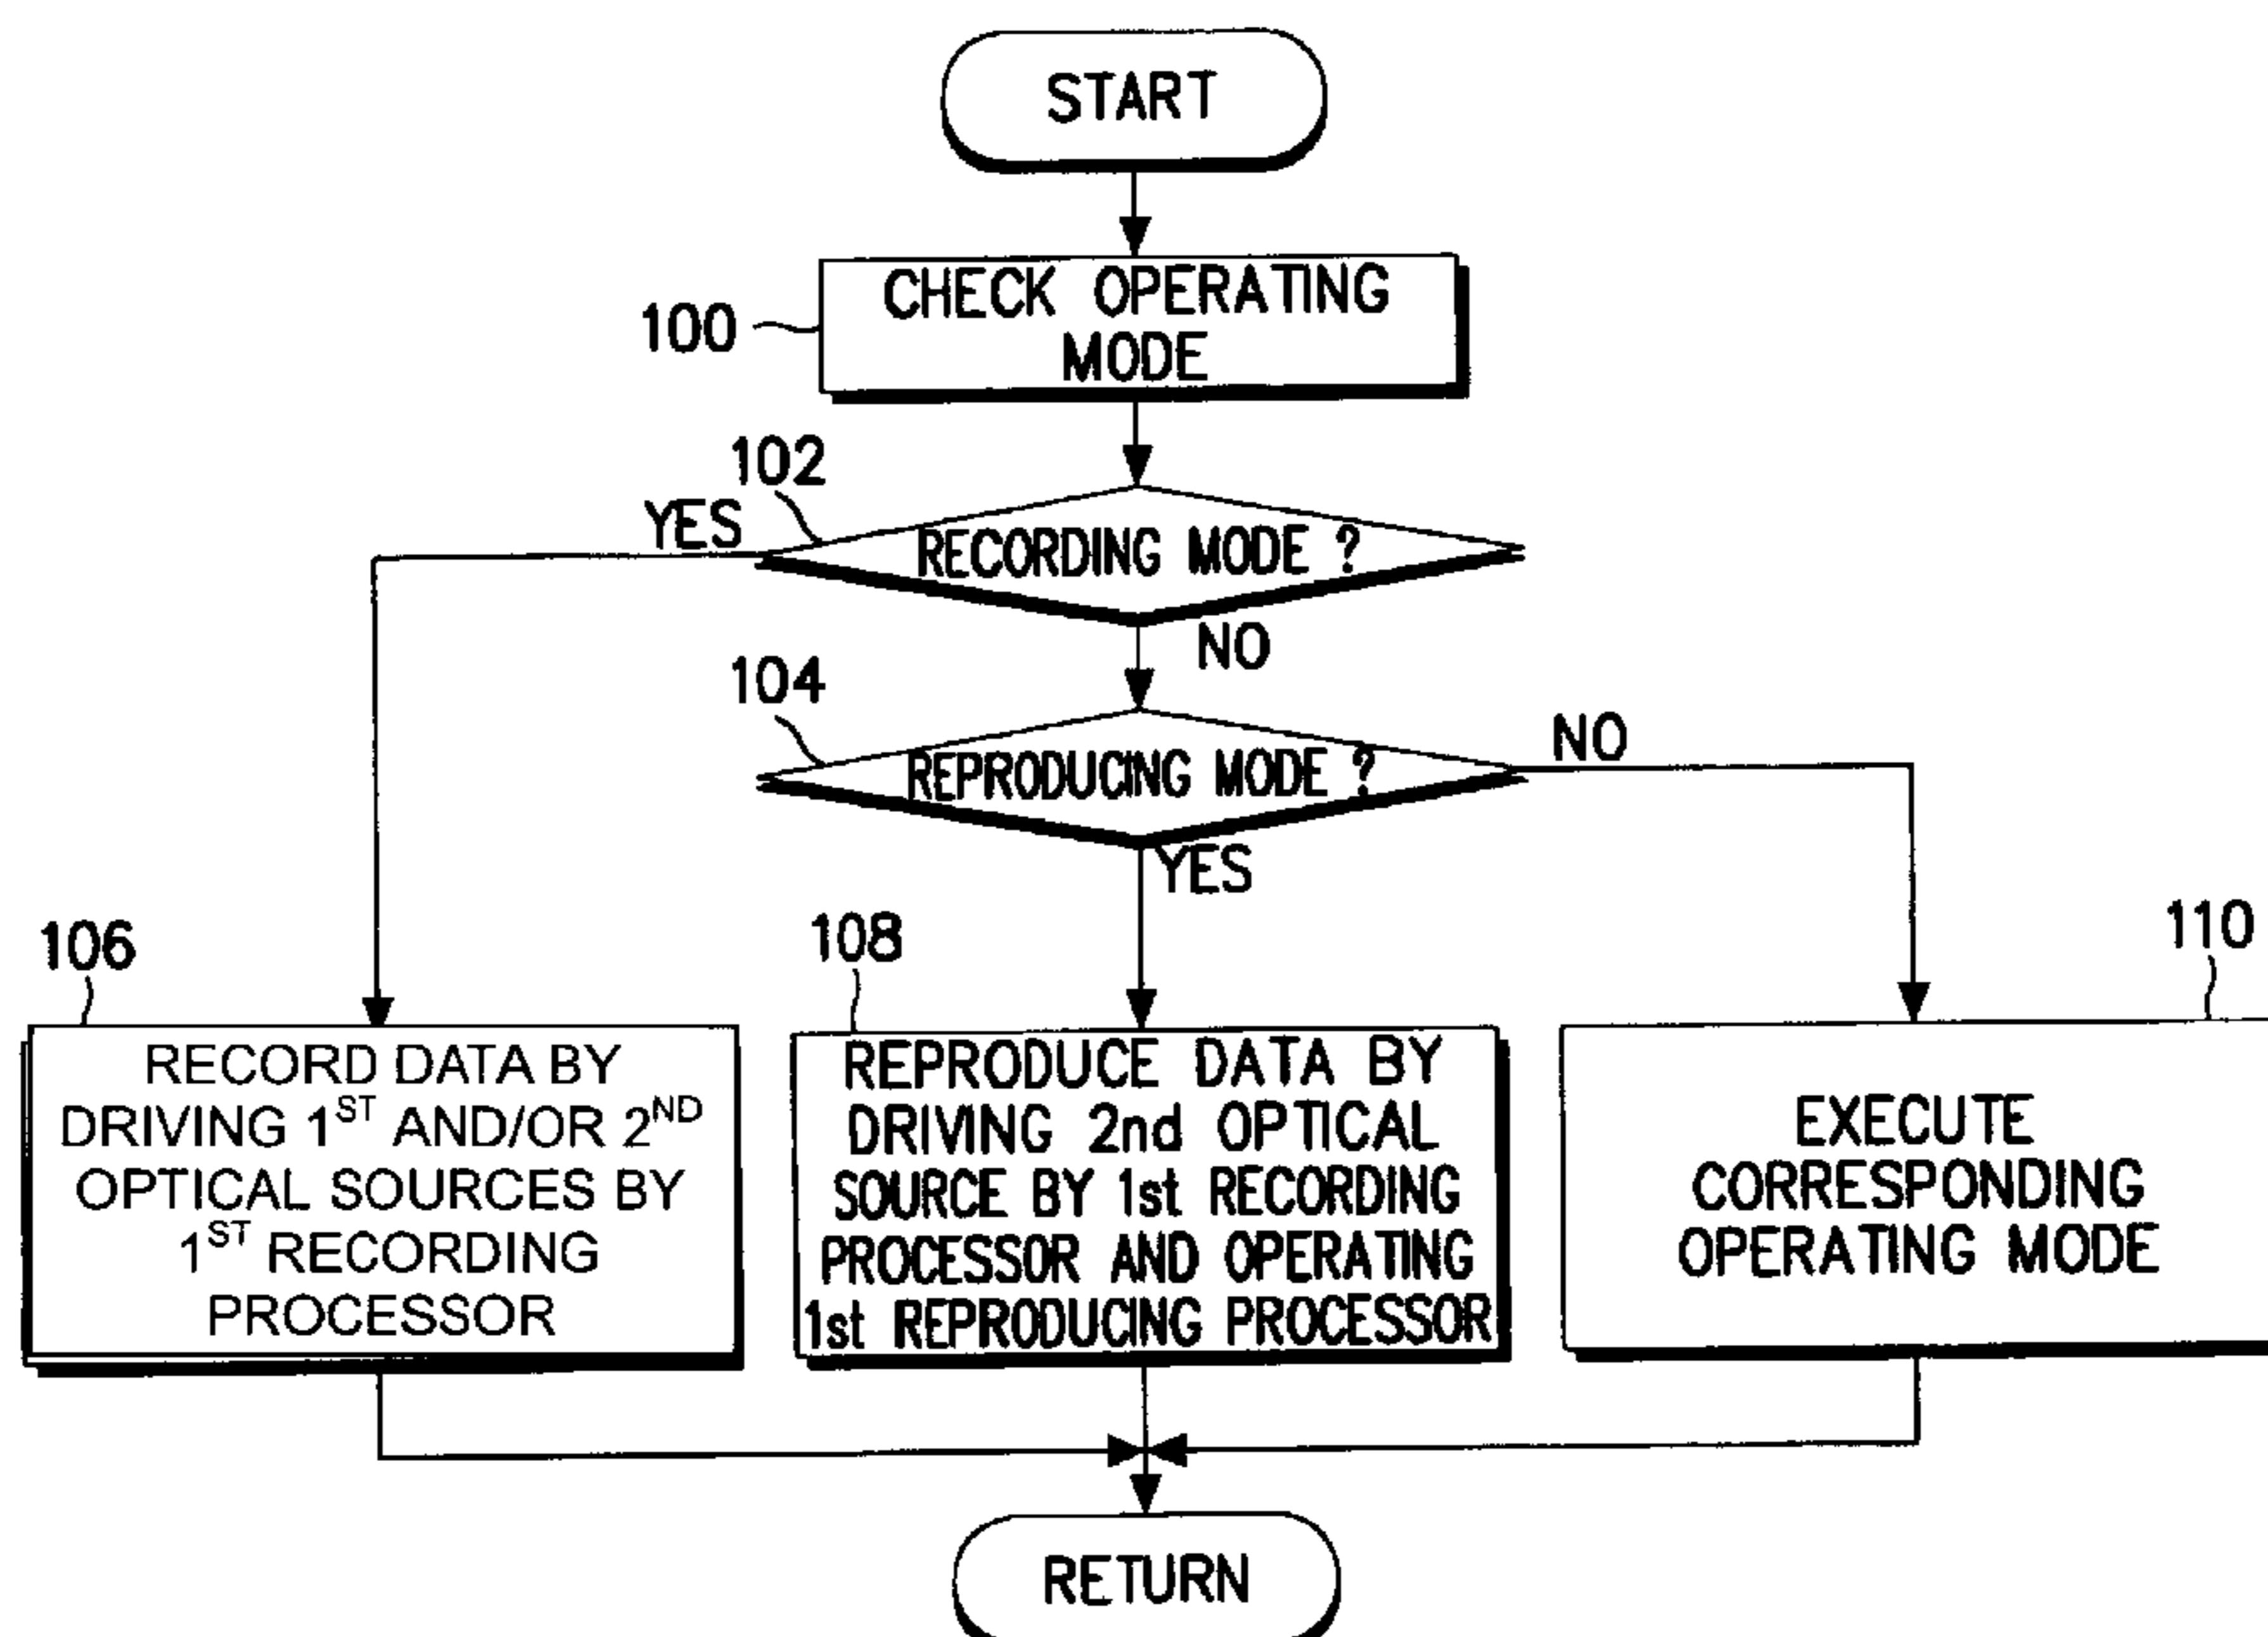 START
CHECK OPERATING
MODE
100
102
YES
RECORDING MODE ?
NO
104
REPRODUCING MODE ?
NO
YES
106
RECORD DATA BY
DRIVING 1ST AND/OR 2ND
OPTICAL SOURCES BY
1ST RECORDING
PROCESSOR
108
REPRODUCE DATA BY
DRIVING 2nd OPTICAL
SOURCE BY 1st RECORDING
PROCESSOR AND OPERATING
1st REPRODUCING PROCESSOR
110
EXECUTE
CORRESPONDING
OPERATING MODE
RETURN